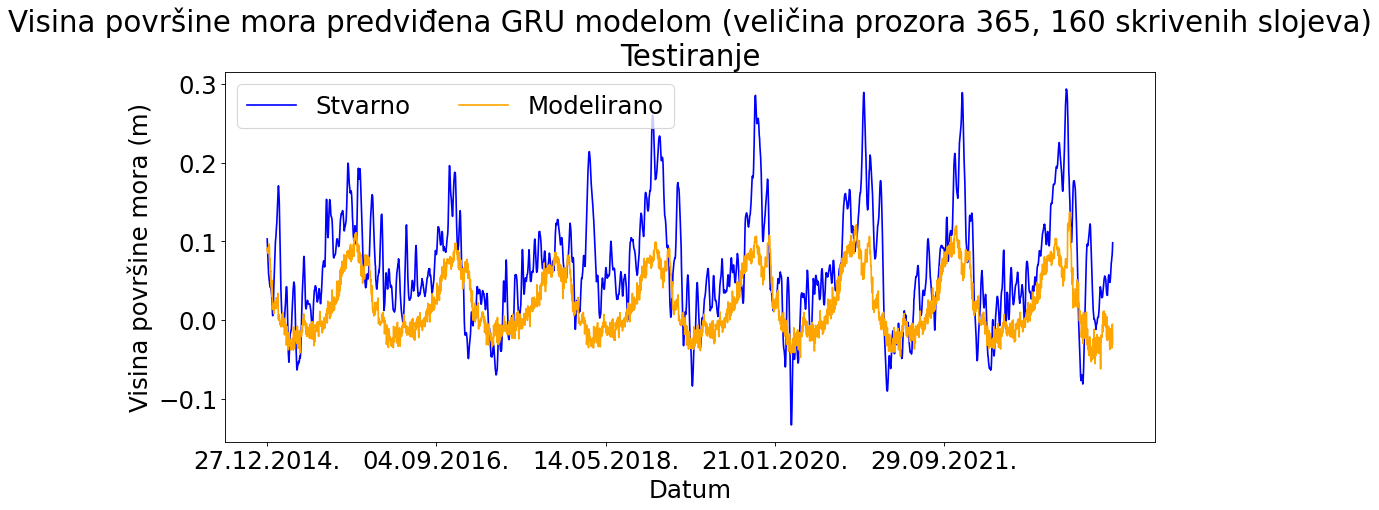 Visina površine mora predviđena GRU modelom (veličina prozora 365, 160 skrivenih slojeva)
Testiranje
Stvarno
Modelirano
Visina površine mora (m)
0.3
0.2
0.1
0.0
−0.1
27.12.2014.
04.09.2016.
14.05.2018.
21.01.2020.
29.09.2021.
Datum